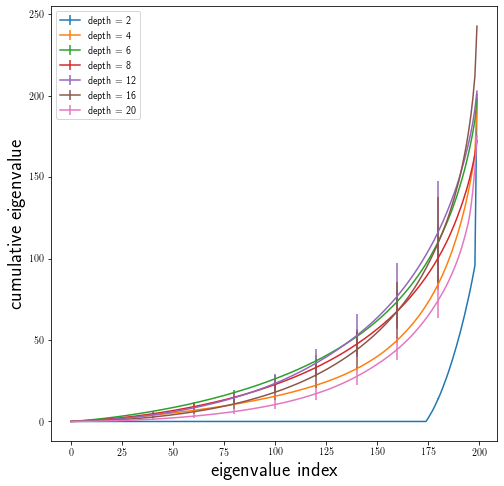 depth = 2
depth = 4
depth = 6
depth = 8
depth = 12
depth = 16
depth = 20
250
200
150
100
50
0
cumulative eigenvalue
0 25 50 75 100 125 150 175 200
eigenvalue index